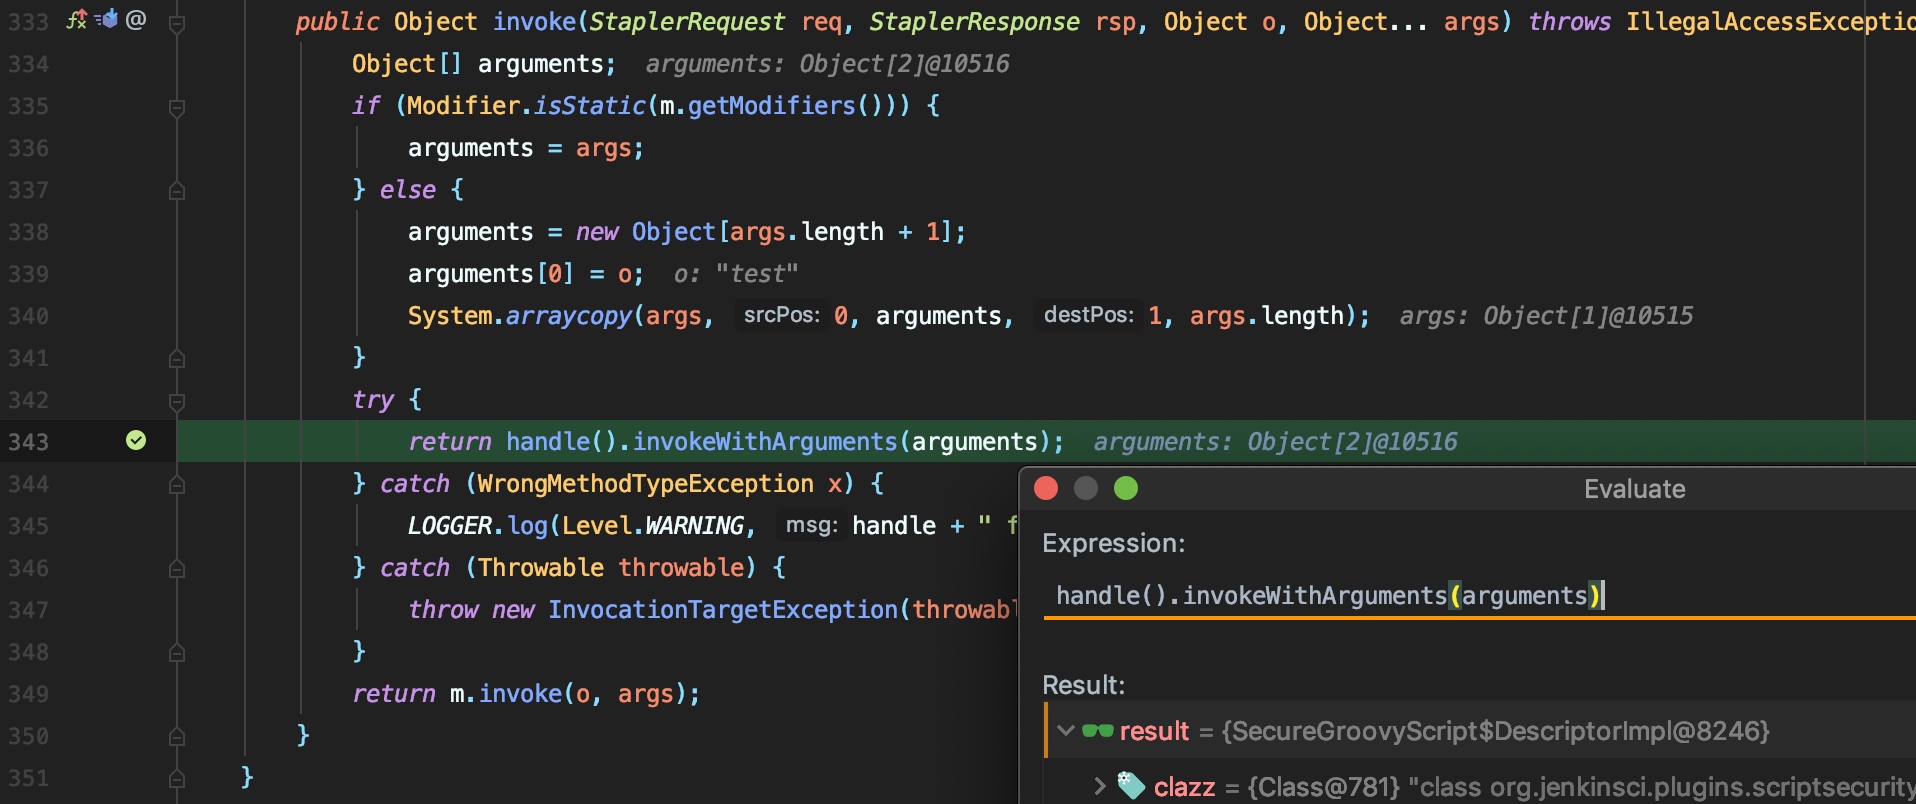 333 public Object invoke(StaplerRequest req, StaplerResponse rsp, Object o, Object... args) throws IllegalAccessExceptio
334 Object[] arguments; arguments: Object[2]@10516
335 if (Modifier.isStatic(m.getModifiers())) {
336 arguments = args;
337 } else {
338 arguments = new Object[args.length + 1];
339 arguments[0] = o; o: "test"
340 System.arraycopy(args, srcPos: 0, arguments, destPos: 1, args.length); args: Object[1]@10515
341 }
342 try {
343 return handle().invokeWithArguments(arguments); arguments: Object[2]@10516
344 } catch (WrongMethodTypeException x) {
345 LOGGER.log(Level.WARNING, msg: handle + " f
346 } catch (Throwable throwable) {
347 throw new InvocationTargetException(throwabl
348 }
349 return m.invoke(o, args);
350 }
351 }
Evaluate
Expression:
handle().invokeWithArguments(arguments)
Result:
result = {SecureGroovyScript$DescriptorImpl@8246}
clazz = {Class@781} "class org.jenkinsci.plugins.scriptsecurity